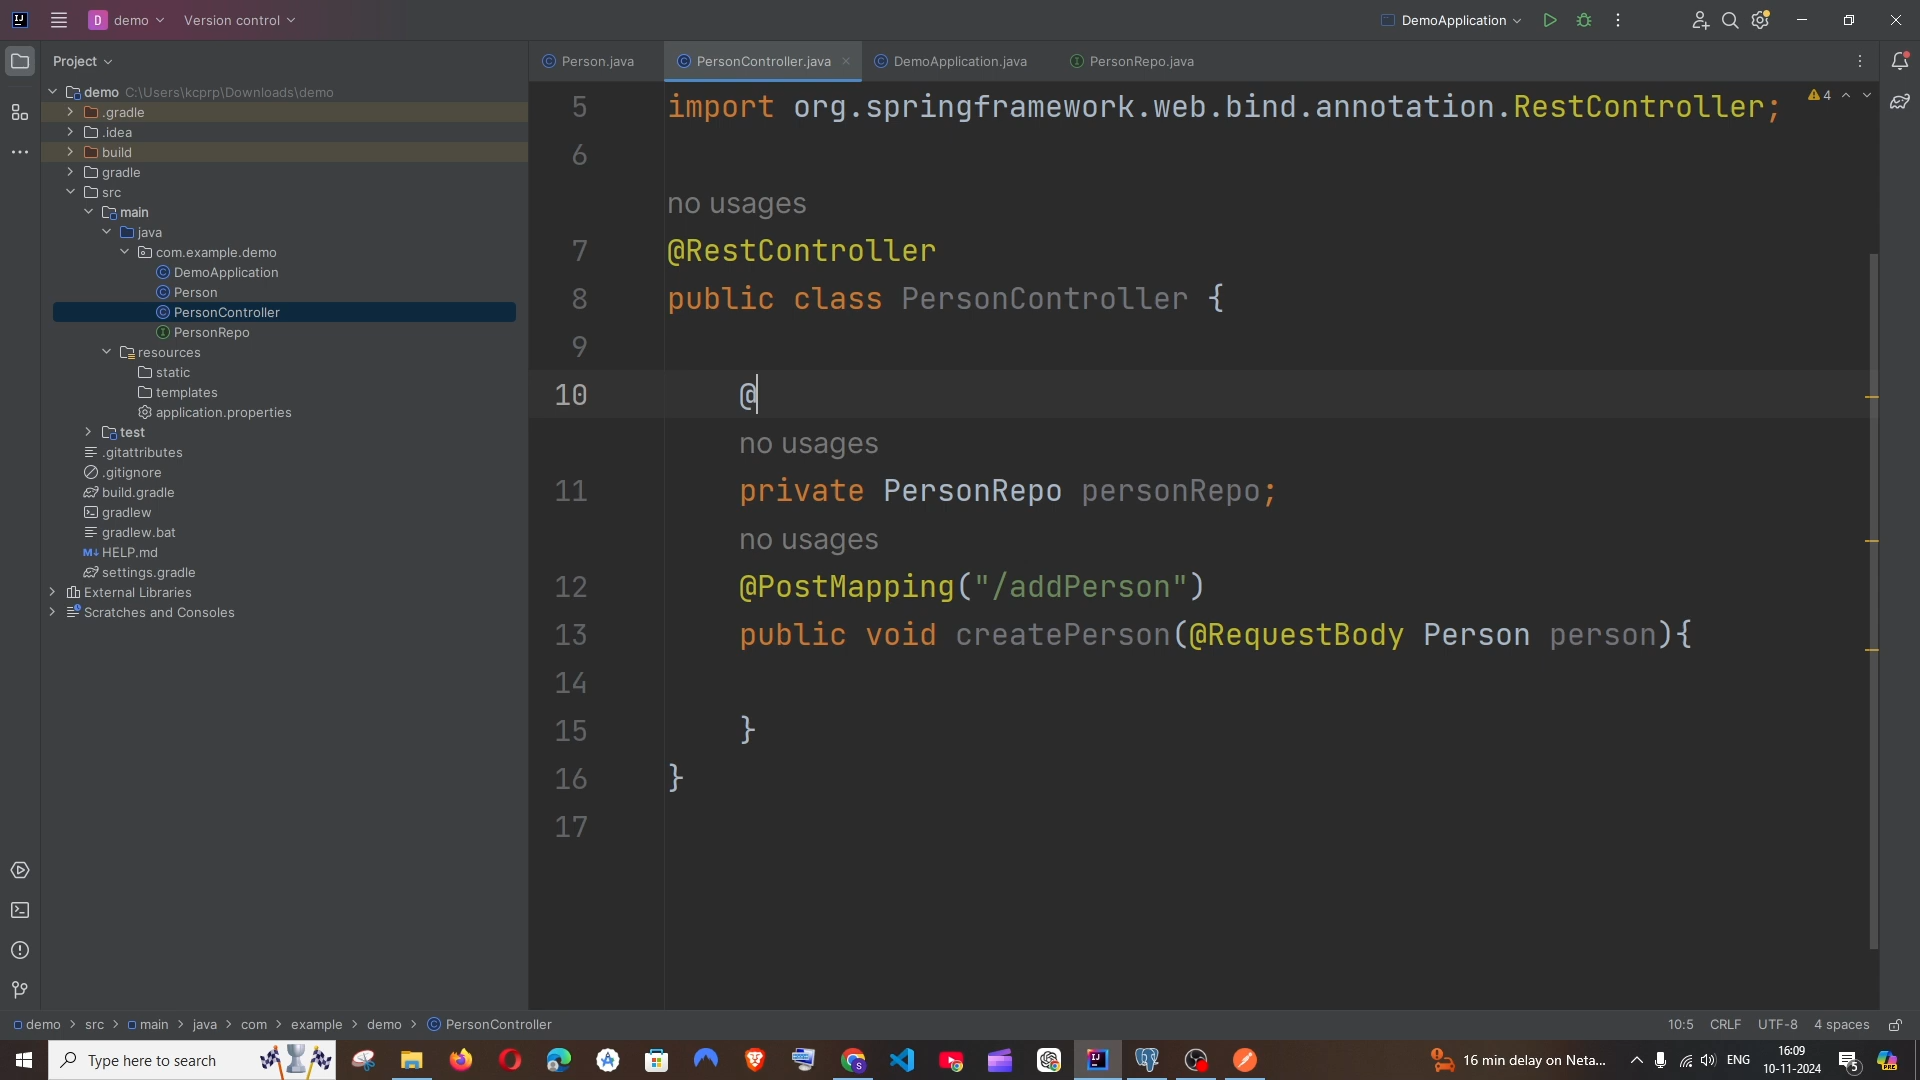 demo
Version control
DemoApplication
Project
Person.java
PersonController.java
DemoApplication.java
PersonRepo.java
demo C:\Users\kcprp\Downloads\demo
.gradle
.idea
build
gradle
src
main
java
com.example.demo
DemoApplication
Person
PersonController
PersonRepo
resources
static
templates
application.properties
test
.gitattributes
.gitignore
build.gradle
gradlew
gradlew.bat
HELP.md
settings.gradle
External Libraries
Scratches and Consoles
5 import org.springframework.web.bind.annotation.RestController;
4
6
no usages
7 @RestController
8 public class PersonController {
9
10 @
no usages
11 private PersonRepo personRepo;
no usages
12 @PostMapping("/addPerson")
13 public void createPerson(@RequestBody Person person){
14
15 }
16 }
17
demo > src > main > java > com > example > demo > PersonController
10:5 CRLF UTF-8 4 spaces
Type here to search
16 min delay on Neta...
ENG
16:09
10-11-2024
5